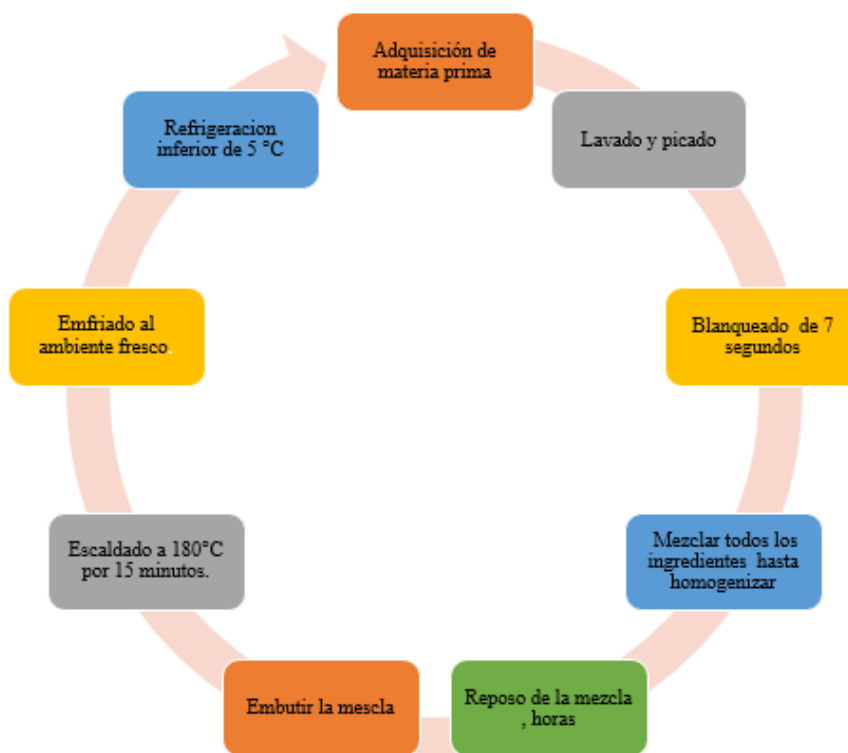 Adquisición de
materia prima
Lavado y picado
Blanqueado de 7
segundos
Mezclar todos los
ingredientes hasta
homogenizar
Reposo de la mezcla
, horas
Embutir la mescla
Escaldado a 180°C
por 15 minutos.
Emfriado al
ambiente fresco.
Refrigeracion
inferior de 5 °C